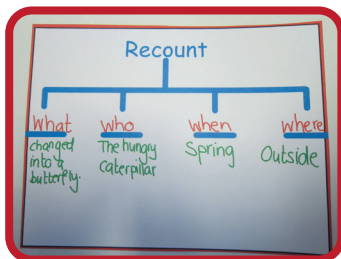 Recount
What
who
when
where
changed
into a
butterfly.
The hungry
caterpillar
Spring
Outside